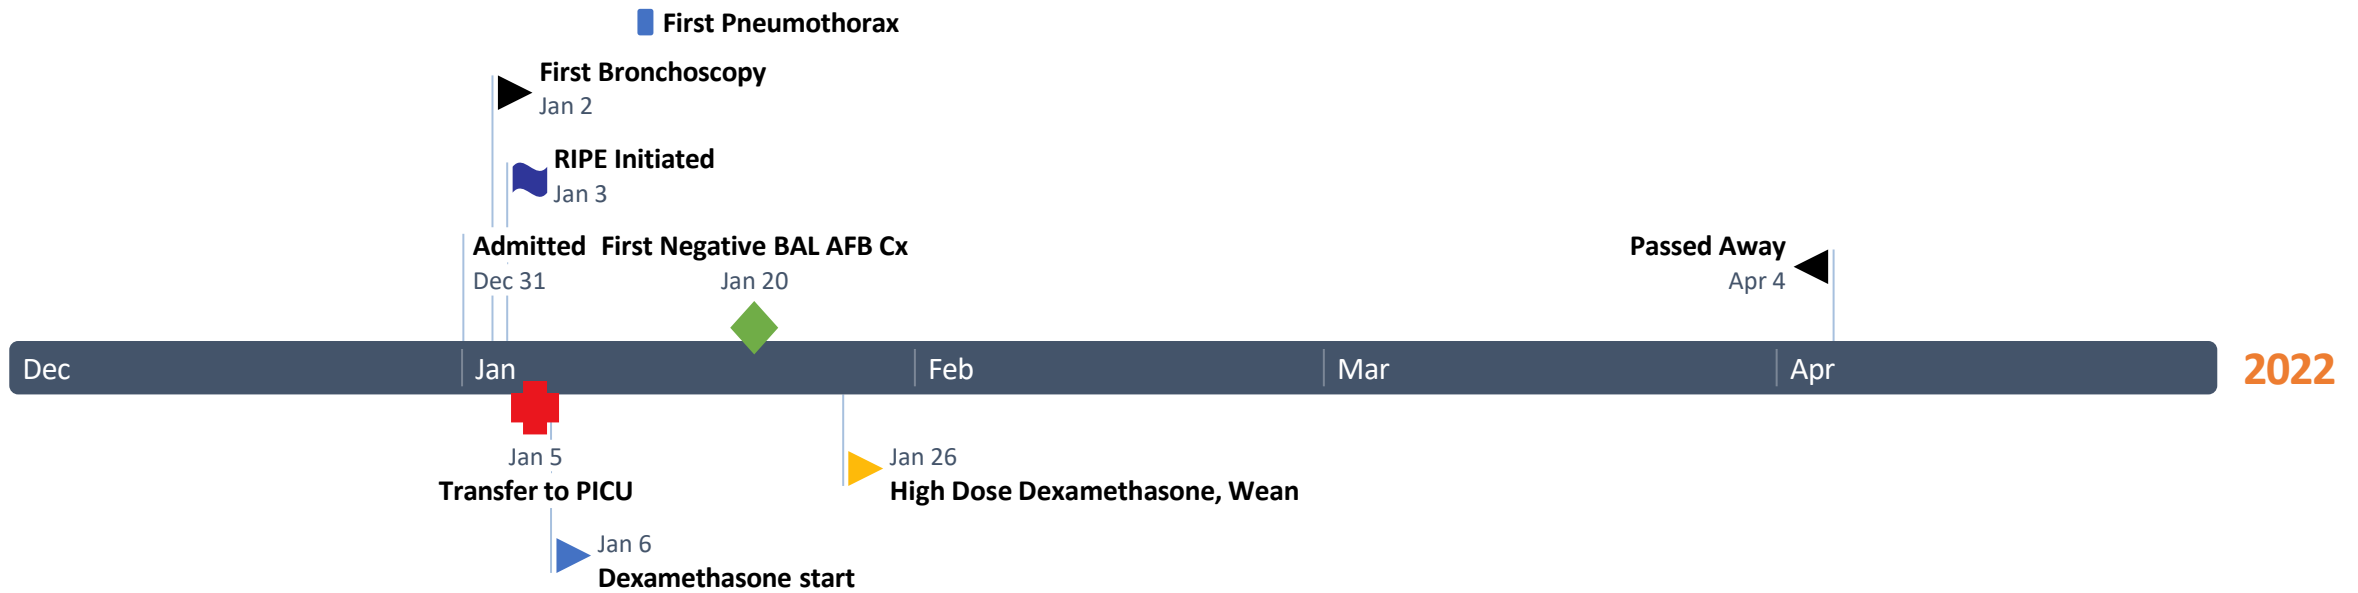 First Pneumothorax
First Bronchoscopy
Jan 2
RIPE Initiated
Jan 3
Admitted
Dec 31
First Negative BAL AFB Cx
Jan 20
Passed Away
Apr 4
Dec
Jan
Feb
Mar
Apr
2022
Jan 5
Transfer to PICU
Jan 26
High Dose Dexamethasone, Wean
Jan 6
Dexamethasone start